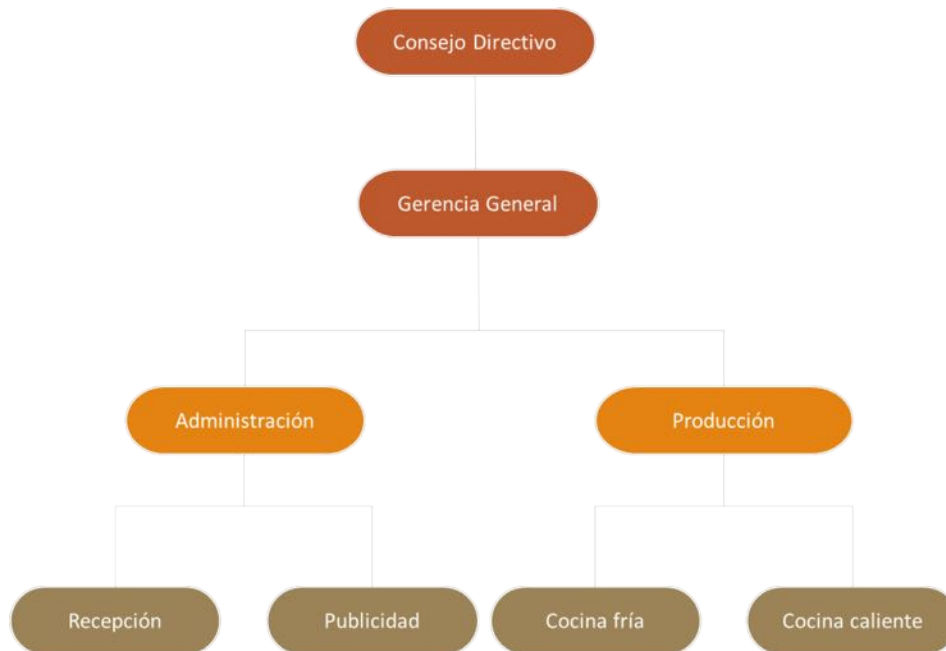 Consejo Directivo
Gerencia General
Administración
Producción
Recepción
Publicidad
Cocina fría
Cocina caliente